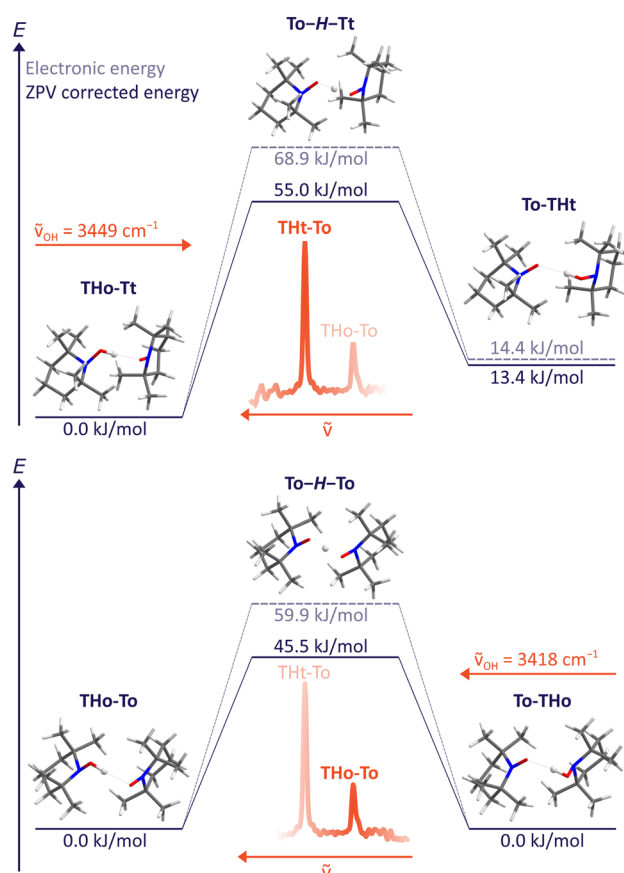 To–H–Tt
E
Electronic energy
ZPV corrected energy
68.9 kJ/mol
55.0 kJ/mol
ṽOH = 3449 cm−1
THt-To
To-THt
THo-Tt
THo-To
14.4 kJ/mol
13.4 kJ/mol
0.0 kJ/mol
ṽ
E
To–H–To
59.9 kJ/mol
45.5 kJ/mol
ṽOH = 3418 cm−1
THt-To
THo-To
To-THo
THo-To
0.0 kJ/mol
0.0 kJ/mol
ṽ